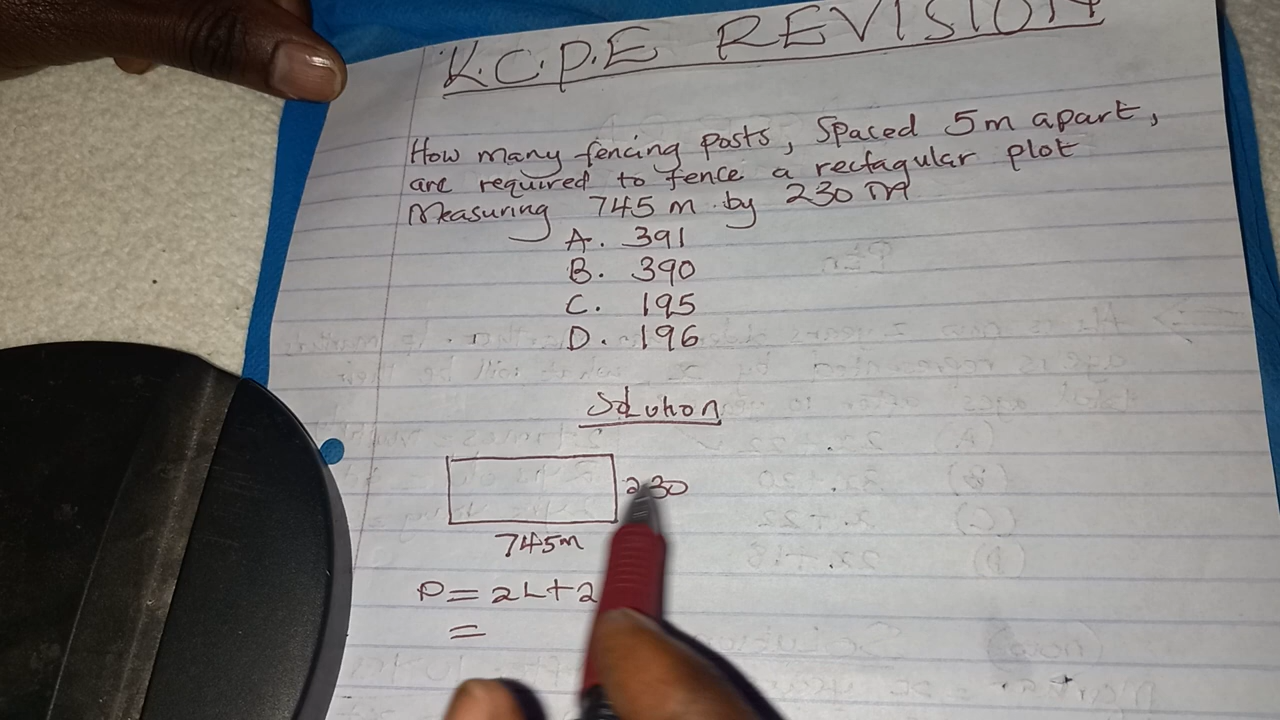 K.C.P.E REVISION
How many fencing posts, Spaced 5m apart,
are required to fence a rectagular plot
Measuring 745 m by 230 m
A. 391
B. 390
C. 195
D. 196
Solution
230
745m
P = 2L + 2
=